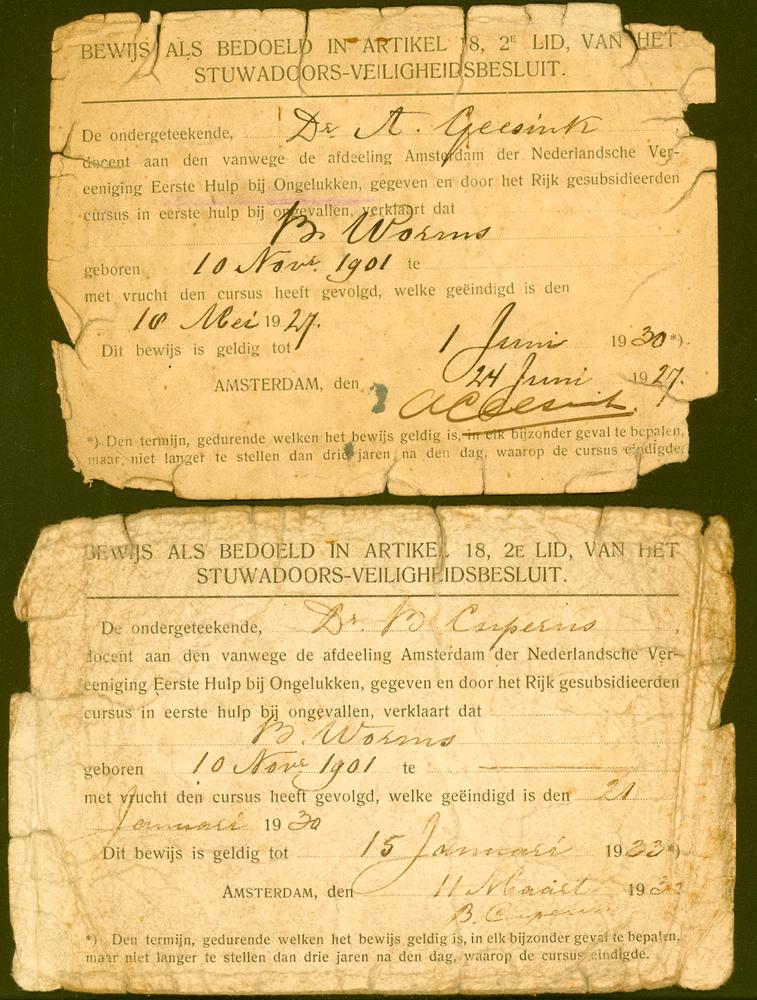 BEWIJS ALS BEDOELD IN ARTIKEL 18, 2E LID, VAN HET
STUWADOORS-VEILIGHEIDSBESLUIT.
De ondergeteekende, Dr. A. Geesink
docent aan den vanwege de afdeeling Amsterdam der Nederlandsche Ver-
eeniging Eerste Hulp bij Ongelukken, gegeven en door het Rijk gesubsidieerden
cursus in eerste hulp bij ongevallen, verklaart dat
B. Worms
geboren 10 Novr. 1901 te
met vrucht den cursus heeft gevolgd, welke geëindigd is den
18 Mei 1927.
Dit bewijs is geldig tot 1 Juni 1930*)
AMSTERDAM, den 24 Juni 1927.
*) Den termijn, gedurende welken het bewijs geldig is, in elk bijzonder geval te bepalen,
maar niet langer te stellen dan drie jaren na den dag, waarop de cursus eindigde.
BEWIJS ALS BEDOELD IN ARTIKEL 18, 2E LID, VAN HET
STUWADOORS-VEILIGHEIDSBESLUIT.
De ondergeteekende, Dr. B Cuperus,
docent aan den vanwege de afdeeling Amsterdam der Nederlandsche Ver-
eeniging Eerste Hulp bij Ongelukken, gegeven en door het Rijk gesubsidieerden
cursus in eerste hulp bij ongevallen, verklaart dat
B. Worms
geboren 10 Novr 1901 te
met vrucht den cursus heeft gevolgd, welke geëindigd is den 21
Januari 1930
Dit bewijs is geldig tot 15 Januari 1933*)
AMSTERDAM, den 11 Maart 19
B. Cuperus
*) Den termijn, gedurende welken het bewijs geldig is, in elk bijzonder geval te bepalen,
maar niet langer te stellen dan drie jaren na den dag, waarop de cursus eindigde.